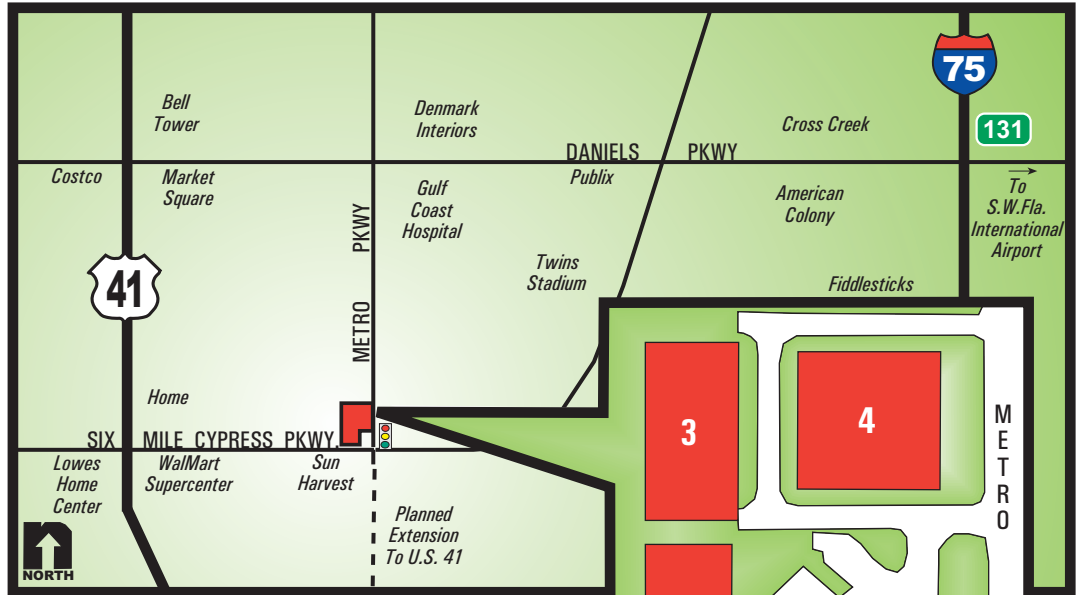 75
Bell
Tower
Denmark
Interiors
Cross Creek
131
DANIELS PKWY
Costco
Market
Square
Publix
Gulf
Coast
Hospital
American
Colony
To
S.W.Fla.
International
Airport
METRO PKWY
Twins
Stadium
Fiddlesticks
41
Home
SIX MILE CYPRESS PKWY.
Lowes
Home
Center
WalMart
Supercenter
Sun
Harvest
Planned
Extension
To U.S. 41
n
NORTH
3
4
METRO